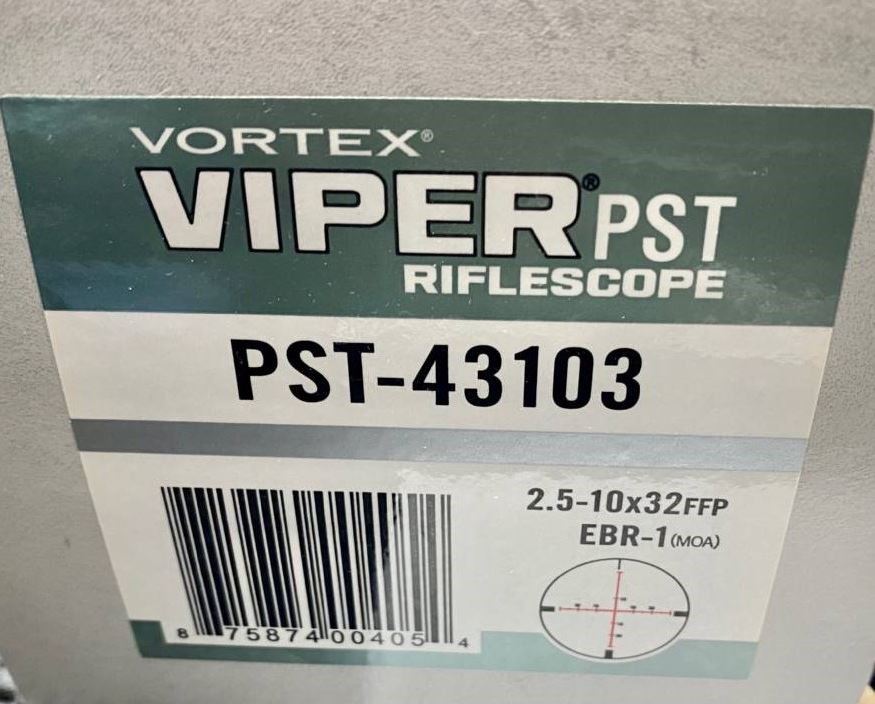 VORTEX®
VIPER® PST
RIFLESCOPE
PST-43103
2.5-10x32FFP
EBR-1(MOA)
8 75874 00405 4